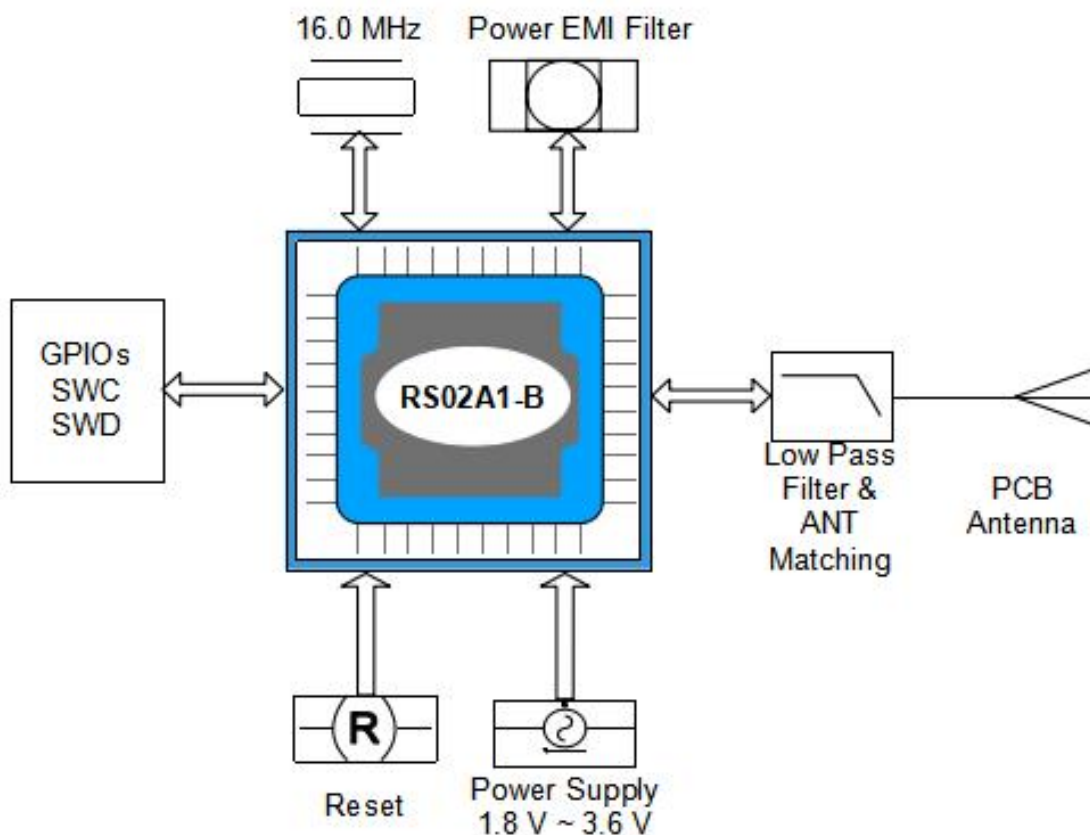 16.0 MHz
Power EMI Filter
GPIOs
SWC
SWD
RS02A1-B
Low Pass
Filter &
ANT
Matching
PCB
Antenna
R
Reset
Power Supply
1.8 V ~ 3.6 V